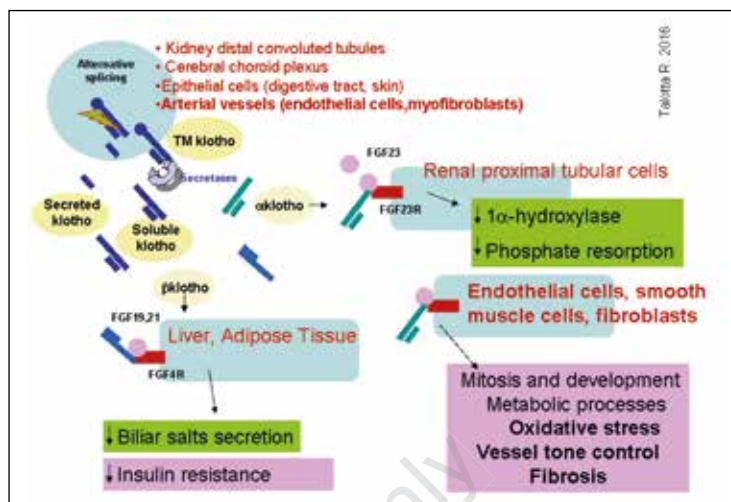 Alternative
splicing
• Kidney distal convoluted tubules
• Cerebral choroid plexus
•Epithelial cells (digestive tract, skin)
•Arterial vessels (endothelial cells,myofibroblasts)
Talotta R. 2016
TM klotho
Secretases
Secreted
klotho
Soluble
klotho
αklotho
FGF23
FGF23R
Renal proximal tubular cells
↓ 1α-hydroxylase
↓ Phosphate resorption
βklotho
FGF19,21
FGF4R
Liver, Adipose Tissue
↓ Biliar salts secretion
↓ Insulin resistance
Endothelial cells, smooth
muscle cells, fibroblasts
Mitosis and development
Metabolic processes
Oxidative stress
Vessel tone control
Fibrosis
only